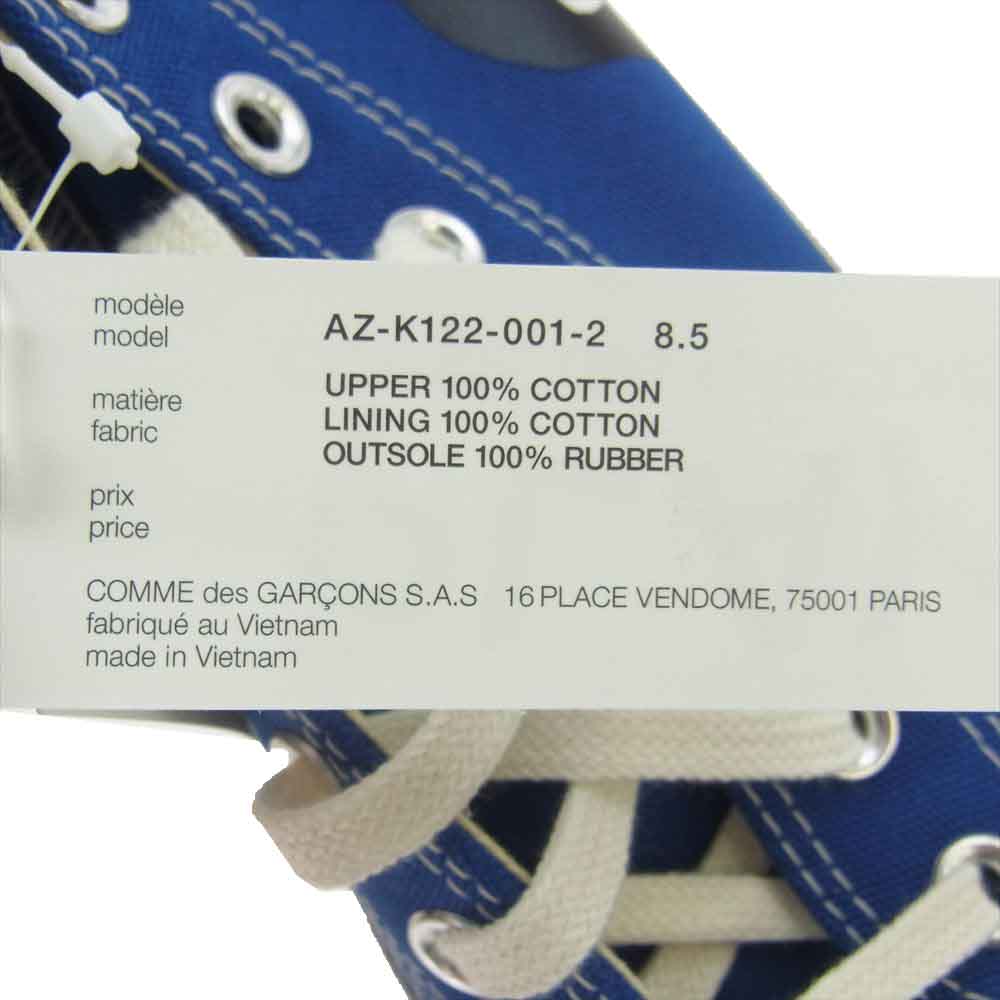 modèle
model
AZ-K122-001-2 8.5
matière
fabric
UPPER 100% COTTON
LINING 100% COTTON
OUTSOLE 100% RUBBER
prix
price
COMME des GARÇONS S.A.S 16 PLACE VENDOME, 75001 PARIS
fabriqué au Vietnam
made in Vietnam